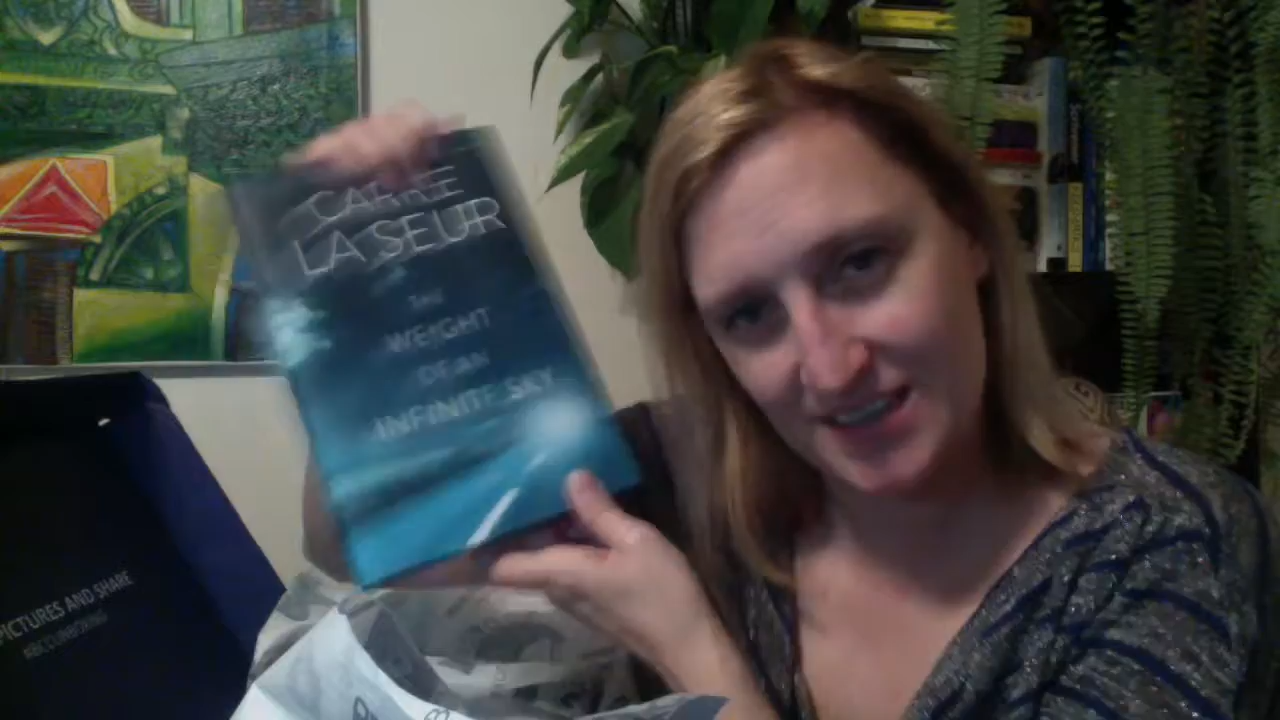 CARRIE
LA SEUR
THE
WEIGHT
OF AN
INFINITE SKY
PICTURES AND SHARE